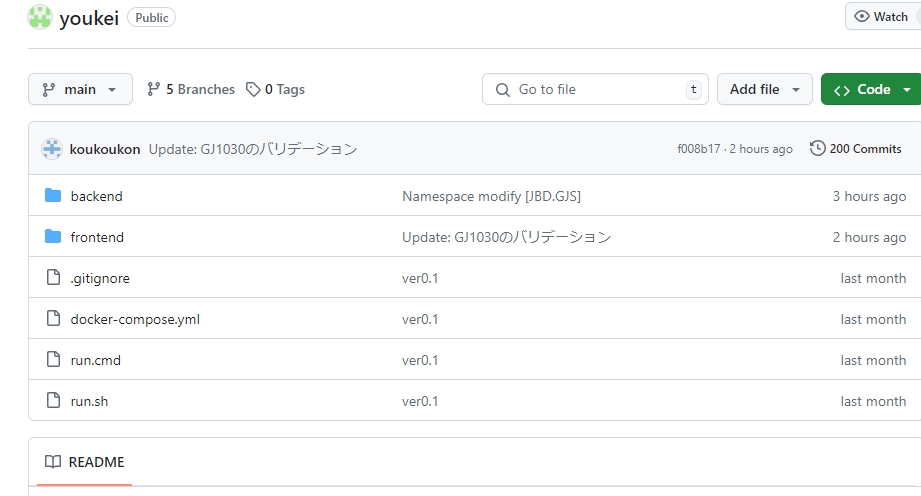 youkei Public Watch
main 5 Branches 0 Tags Go to file t Add file Code
koukoukon Update: GJ1030のバリデーション f008b17 · 2 hours ago 200 Commits
backend Namespace modify [JBD.GJS] 3 hours ago
frontend Update: GJ1030のバリデーション 2 hours ago
.gitignore ver0.1 last month
docker-compose.yml ver0.1 last month
run.cmd ver0.1 last month
run.sh ver0.1 last month
README